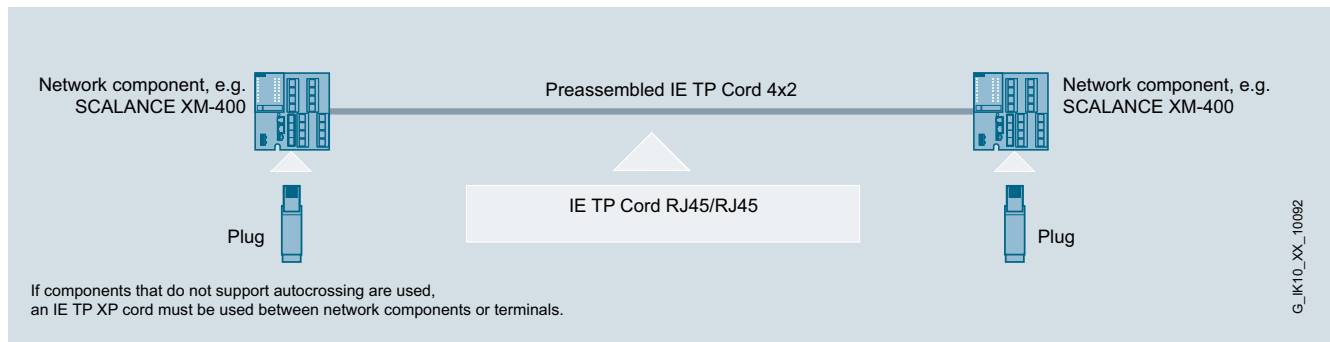 Network component, e.g.
SCALANCE XM-400
Preassembled IE TP Cord 4x2
Network component, e.g.
SCALANCE XM-400
IE TP Cord RJ45/RJ45
Plug
Plug
If components that do not support autocrossing are used,
an IE TP XP cord must be used between network components or terminals.
G_IK10_XX_10092